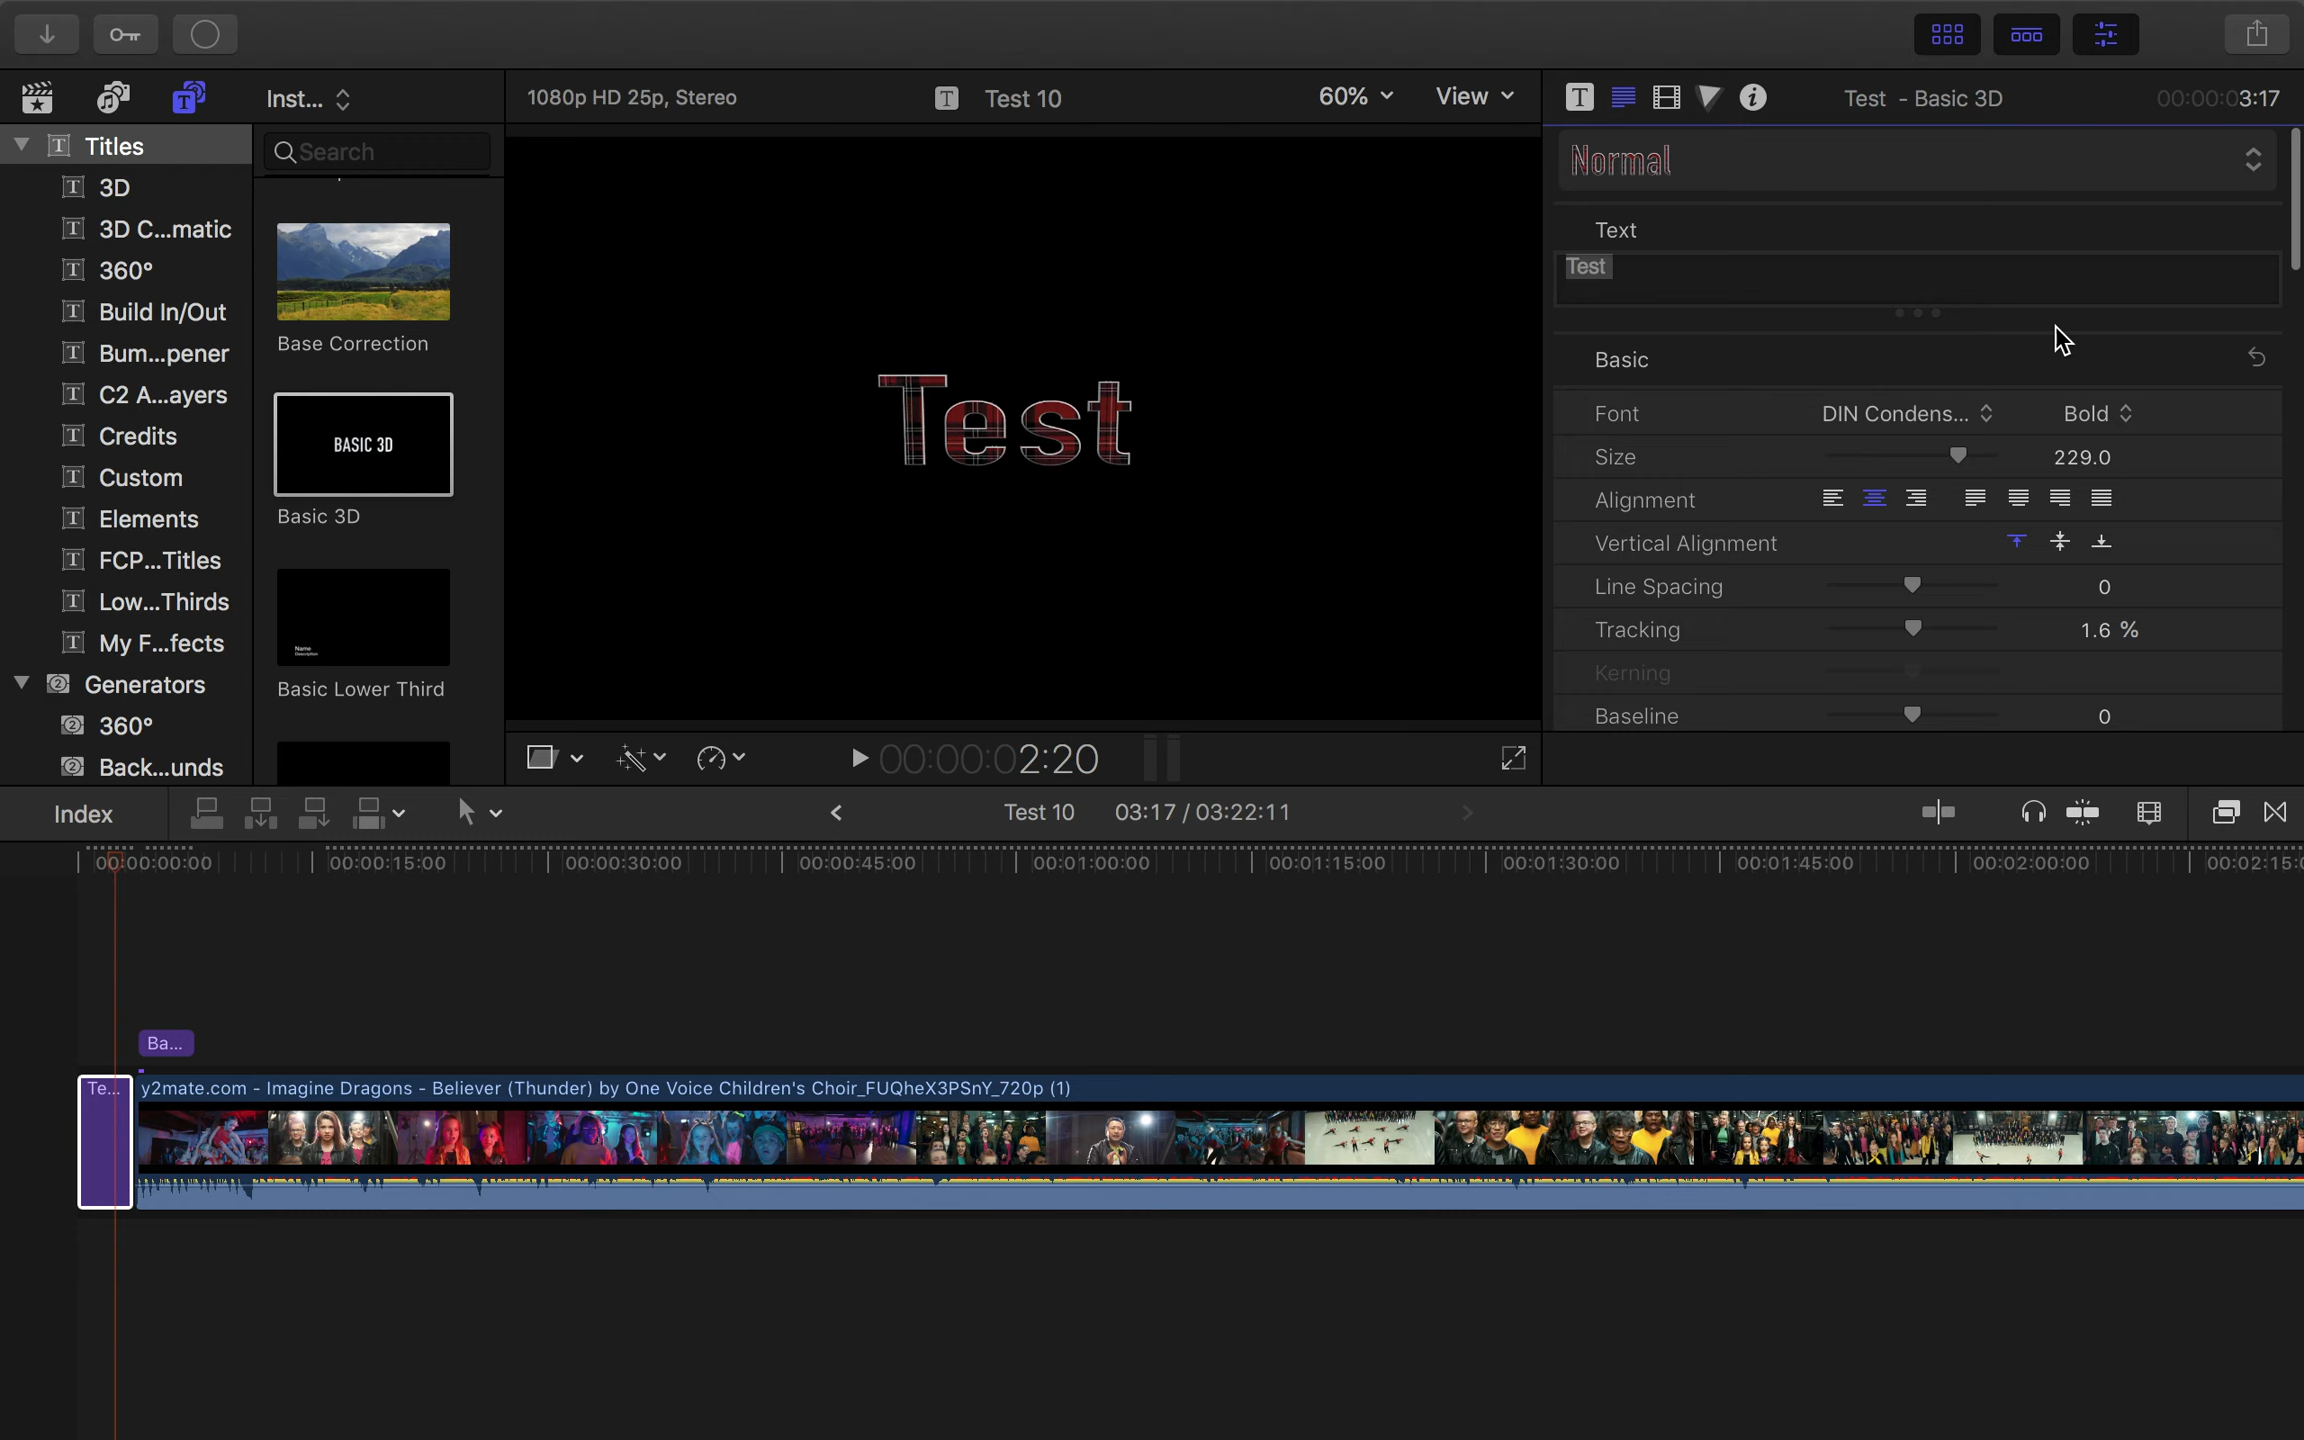 Inst...
1080p HD 25p, Stereo
Test 10
60%
View
Test - Basic 3D
00:00:03:17
Titles
3D
3D C...matic
360°
Build In/Out
Bum...pener
C2 A...ayers
Credits
Custom
Elements
FCP...Titles
Low...Thirds
My F...fects
Generators
360°
Back...unds
Search
Base Correction
BASIC 3D
Basic 3D
Name
Description
Basic Lower Third
Test
Normal
Text
Test
Basic
Font DIN Condens... Bold
Size 229.0
Alignment
Vertical Alignment
Line Spacing 0
Tracking 1.6 %
Kerning
Baseline 0
00:00:02:20
Index
Test 10 03:17 / 03:22:11
00:00:00:00 00:00:15:00 00:00:30:00 00:00:45:00 00:01:00:00 00:01:15:00 00:01:30:00 00:01:45:00 00:02:00:00 00:02:15:0
Ba...
Te...
y2mate.com - Imagine Dragons - Believer (Thunder) by One Voice Children's Choir_FUQheX3PSnY_720p (1)